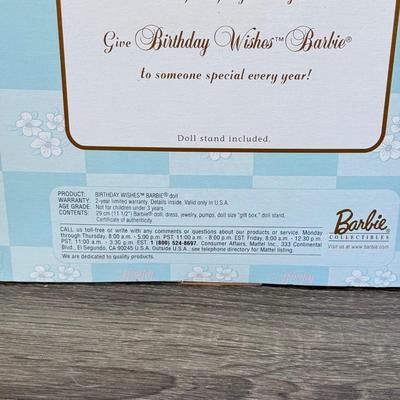 Give Birthday Wishes™ Barbie®
to someone special every year!
Doll stand included.
PRODUCT: BIRTHDAY WISHES™ BARBIE® doll
WARRANTY: 2-year limited warranty. Details inside. Valid only in U.S.A.
AGE GRADE: Not for children under 3 years.
CONTENTS: 29 cm (11 1/2") Barbie® doll, dress, jewelry, pumps, doll size "gift box," doll stand,
Certificate of authenticity.
CALL us toll-free or write with any comments or questions about our products or service. Monday
through Thursday, 8:00 a.m. - 5:00 p.m. PST; 11:00 a.m. - 8:00 p.m. EST. Friday, 8:00 a.m. - 12:30 p.m.
PST; 11:00 a.m. - 3:30 p.m. EST. 1 (800) 524-8697, Consumer Affairs, Mattel Inc., 333 Continental
Blvd., El Segundo, CA 90245 U.S.A. Outside U.S.A., see telephone directory for Mattel listing.
We are dedicated to quality products.
Barbie®
COLLECTIBLES
Visit us at www.barbie.com